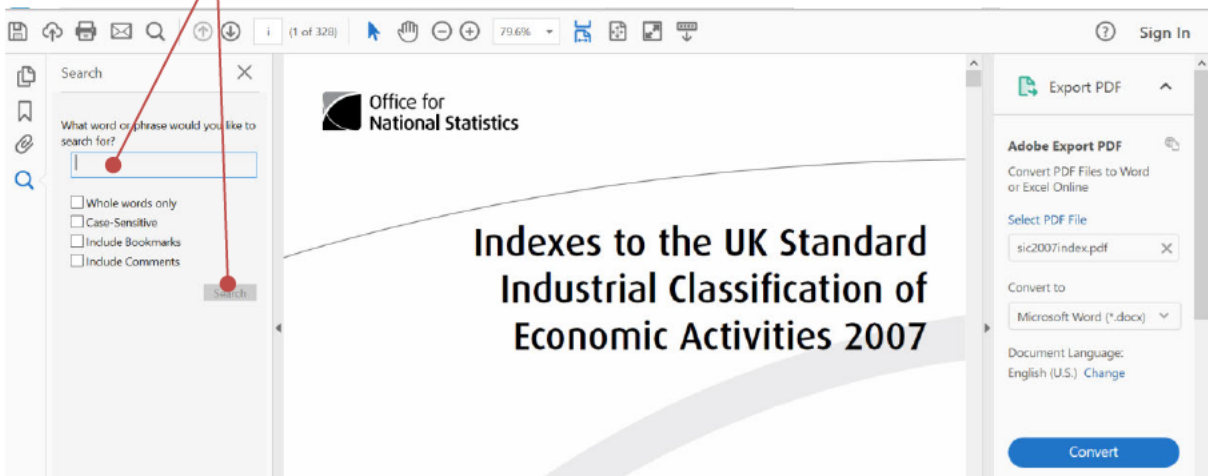 i (1 of 328) 79.6% Sign In
Search
What word or phrase would you like to
search for?
Whole words only
Case-Sensitive
Include Bookmarks
Include Comments
Search
Office for
National Statistics
Indexes to the UK Standard
Industrial Classification of
Economic Activities 2007
Export PDF
Adobe Export PDF
Convert PDF Files to Word
or Excel Online
Select PDF File
sic2007index.pdf
Convert to
Microsoft Word (*.docx)
Document Language:
English (U.S.) Change
Convert